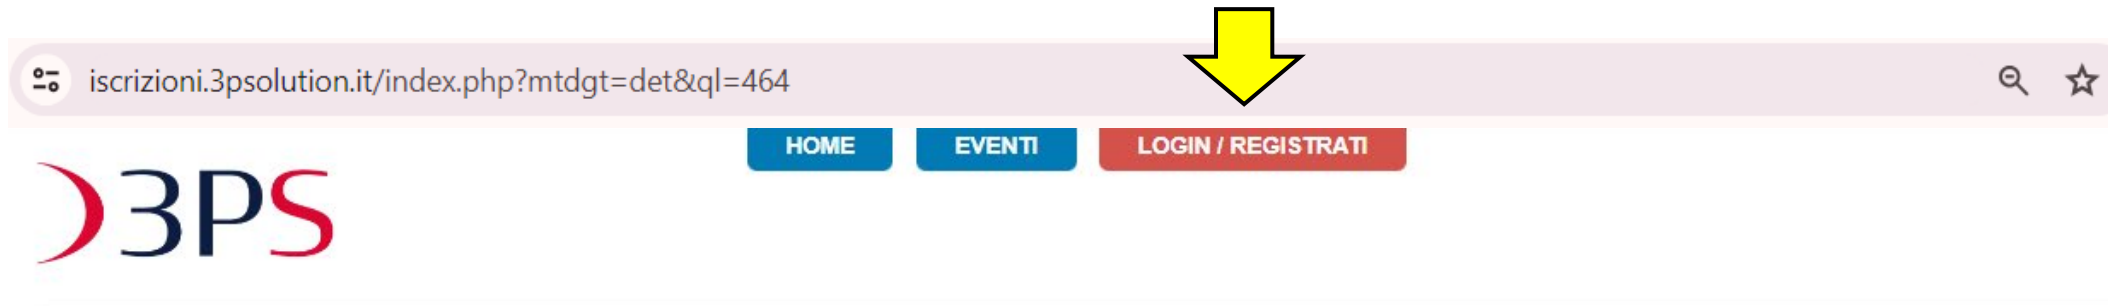 iscrizioni.3psolution.it/index.php?mtdgt=det&ql=464
HOME EVENTI LOGIN / REGISTRATI
3PS